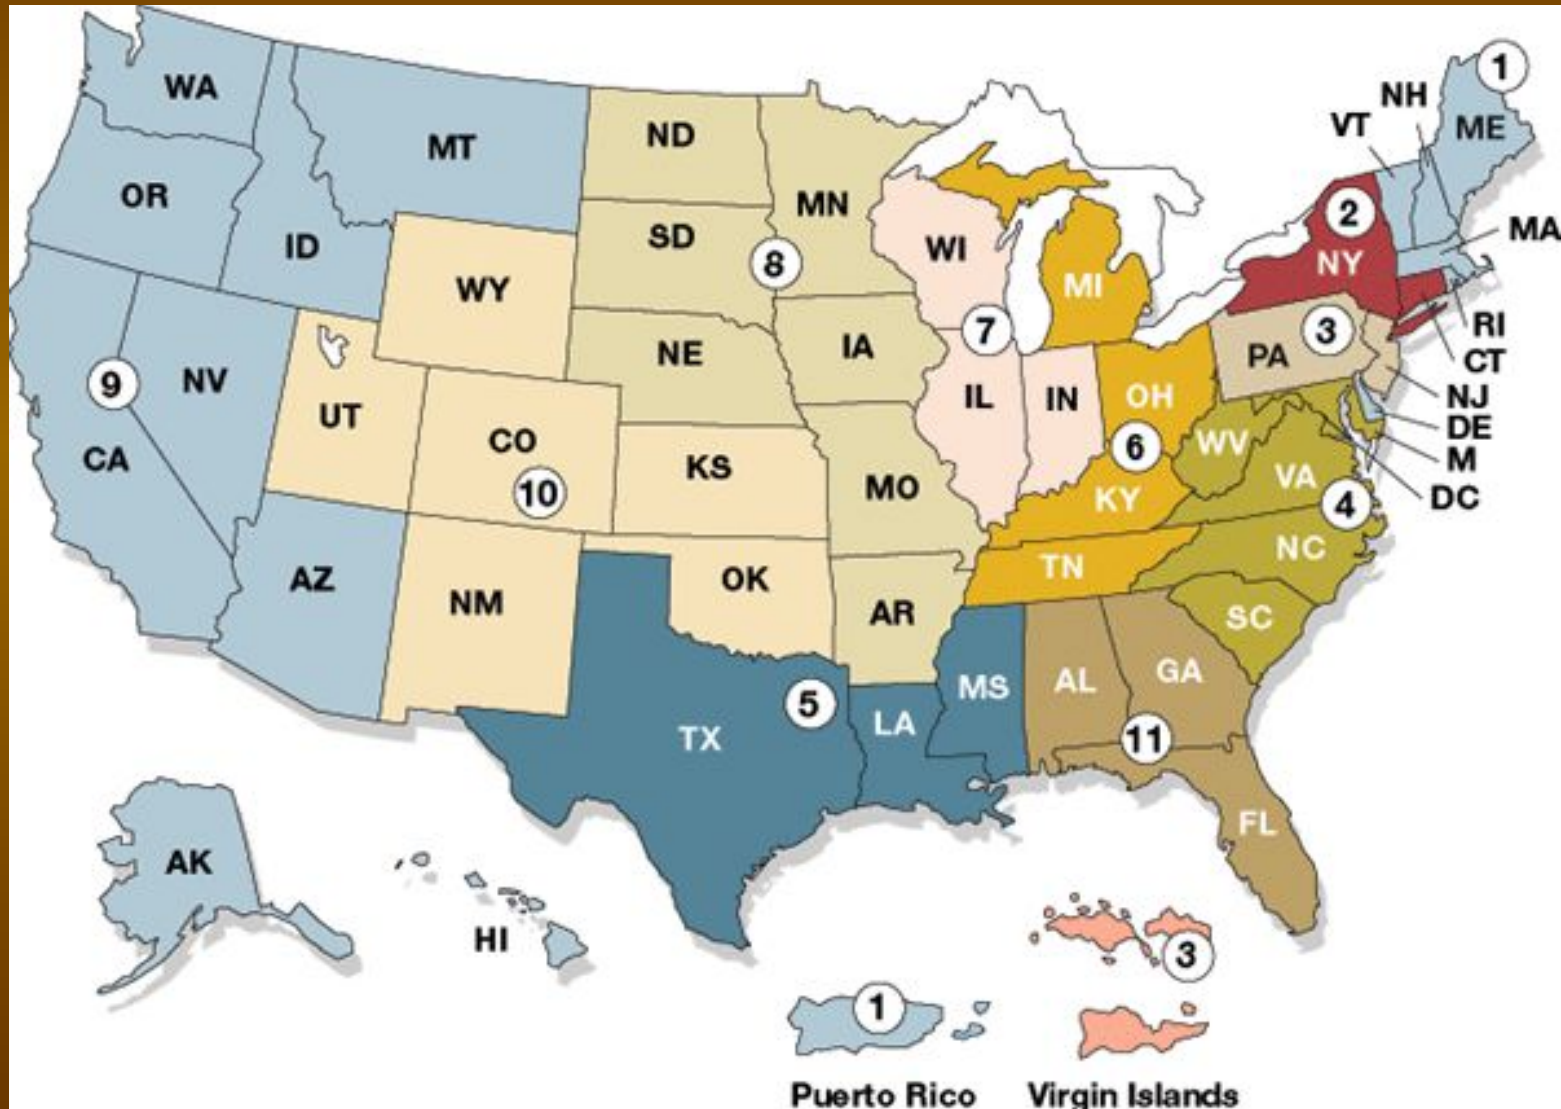 1
NH
WA
VT
ME
ND
MT
OR
MN
2
MA
SD
WI
ID
8
NY
MI
WY
7
3
RI
NE
IA
PA
CT
9
NV
IL
IN
OH
NJ
UT
DE
CO
6
WV
M
CA
KS
VA
10
MO
KY
4
DC
NC
AZ
OK
TN
NM
AR
SC
MS
AL
GA
5
LA
TX
11
FL
AK
HI
3
1
Puerto Rico
Virgin Islands